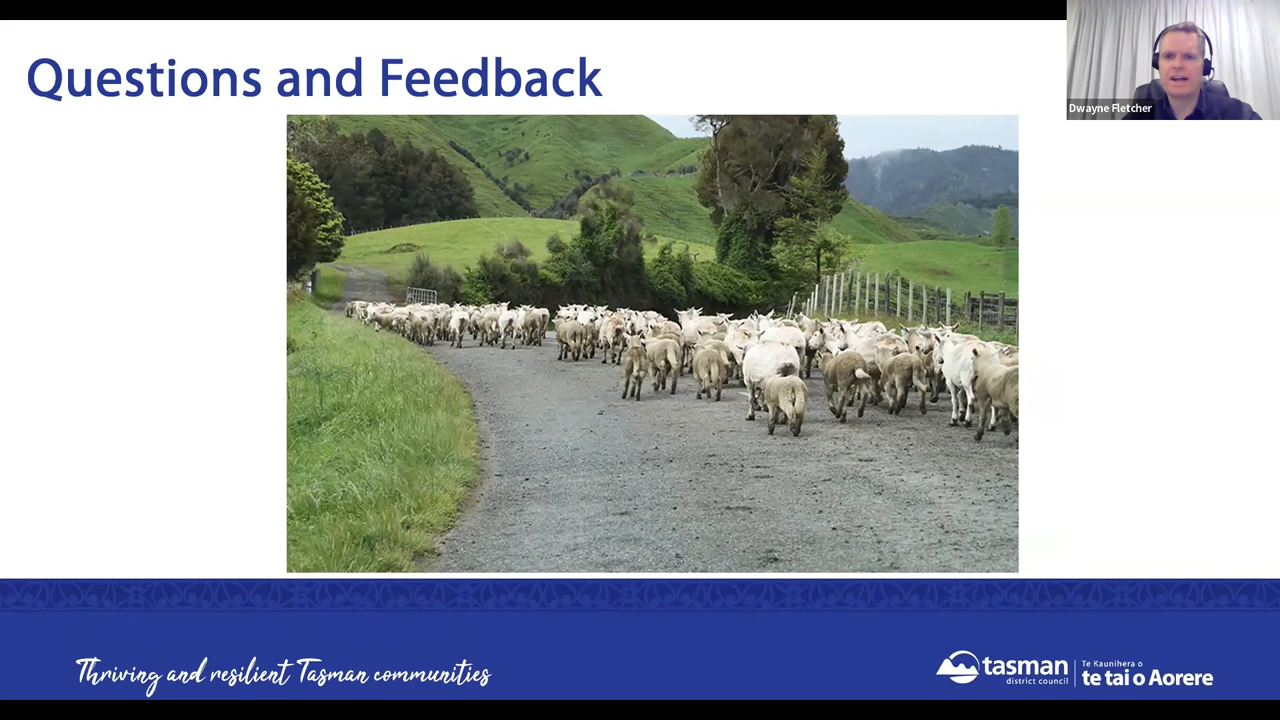 Questions and Feedback
Dwayne Fletcher
Thriving and resilient Tasman communities
tasman
district council
Te Kaunihera o
te tai o Aorere